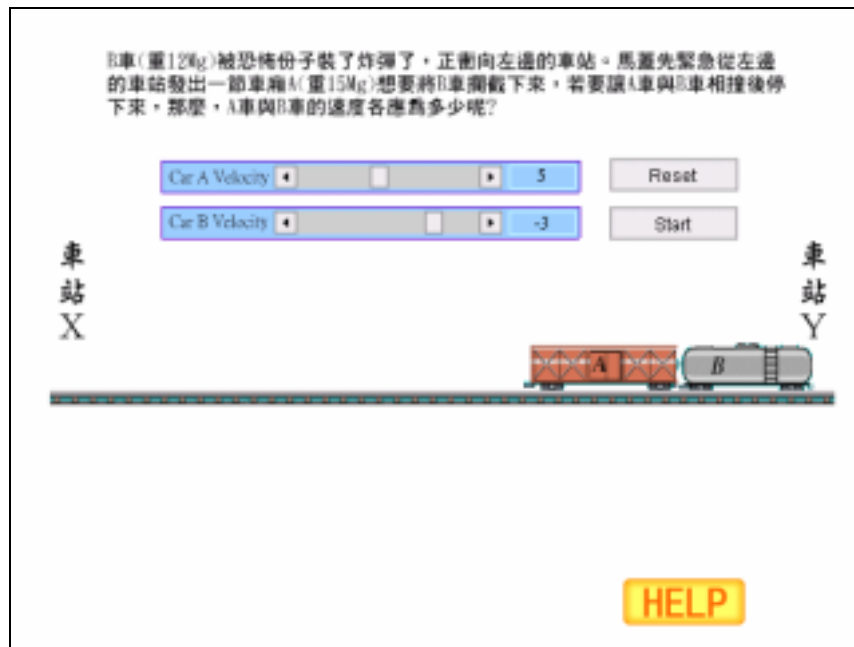 B車(重12Mg)被恐怖份子裝了炸彈了，正衝向左邊的車站。馬蓋先緊急從左邊
的車站發出一節車廂A(重15Mg)想要將B車攔截下來，若要讓A車與B車相撞後停
下來，那麼，A車與B車的速度各應為多少呢?
Car A Velocity 5 Reset
Car B Velocity -3 Start
車站X
車站Y
A
B
HELP